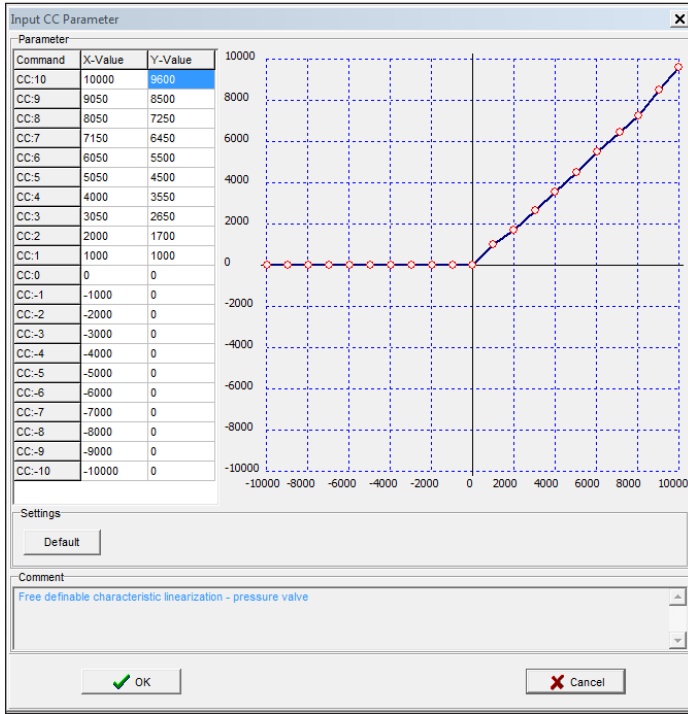 Input CC Parameter
Parameter
Command X-Value Y-Value
CC:10 10000 9600
CC:9 9050 8500
CC:8 8050 7250
CC:7 7150 6450
CC:6 6050 5500
CC:5 5050 4500
CC:4 4000 3550
CC:3 3050 2650
CC:2 2000 1700
CC:1 1000 1000
CC:0 0 0
CC:-1 -1000 0
CC:-2 -2000 0
CC:-3 -3000 0
CC:-4 -4000 0
CC:-5 -5000 0
CC:-6 -6000 0
CC:-7 -7000 0
CC:-8 -8000 0
CC:-9 -9000 0
CC:-10 -10000 0
10000
8000
6000
4000
2000
0
-2000
-4000
-6000
-8000
-10000
-10000 -8000 -6000 -4000 -2000 0 2000 4000 6000 8000 10000
Settings
Default
Comment
Free definable characteristic linearization - pressure valve
OK Cancel